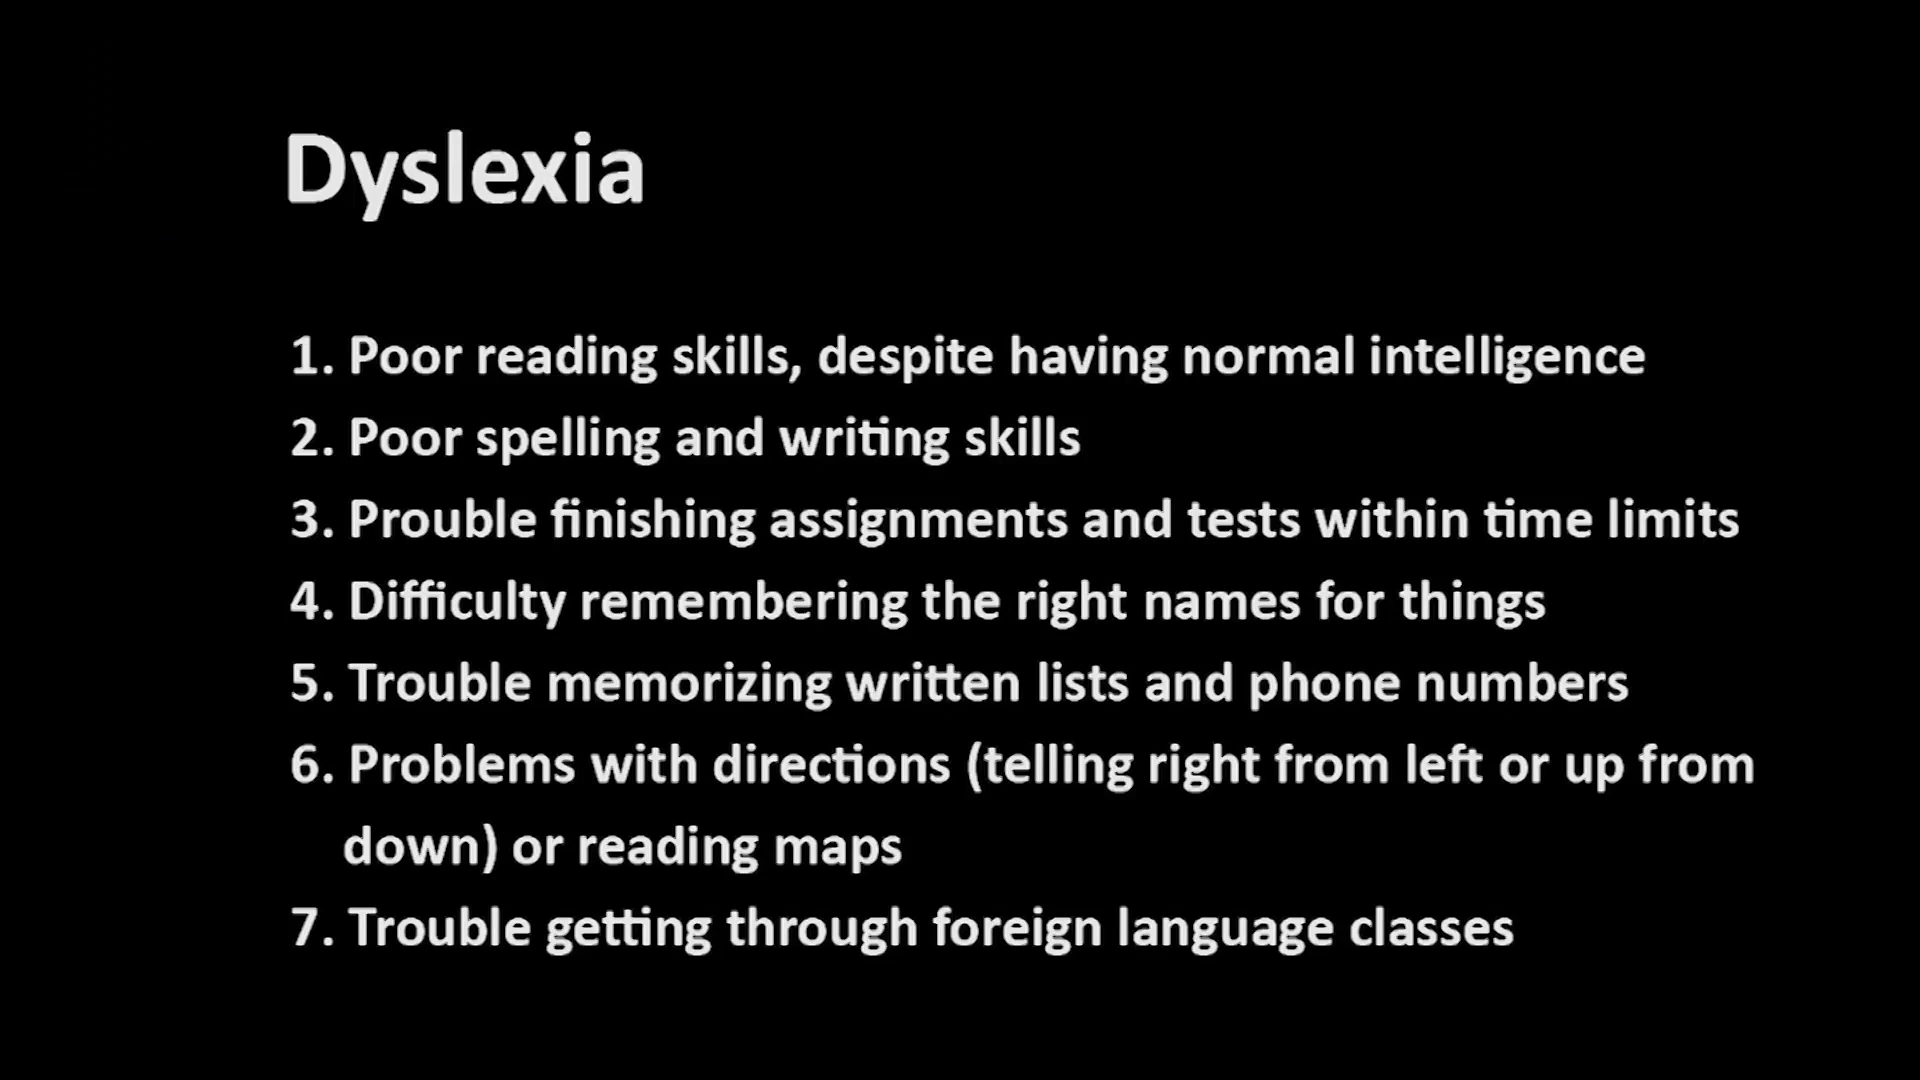 Dyslexia
1. Poor reading skills, despite having normal intelligence
2. Poor spelling and writing skills
3. Prouble finishing assignments and tests within time limits
4. Difficulty remembering the right names for things
5. Trouble memorizing written lists and phone numbers
6. Problems with directions (telling right from left or up from
down) or reading maps
7. Trouble getting through foreign language classes